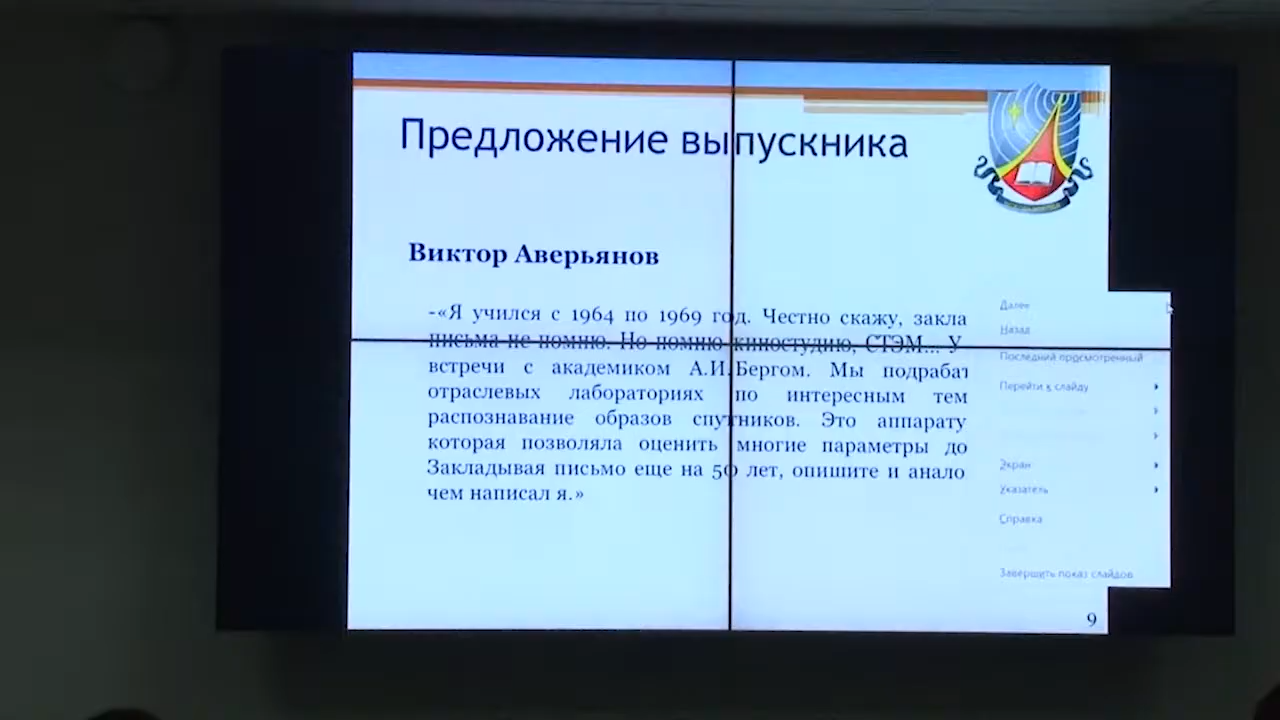 Предложение выпускника
Виктор Аверьянов
-«Я учился с 1964 по 1969 год. Честно скажу, закла
письма не помню. Но помню киностудию, СТЭМ... У
встречи с академиком А.И.Бергом. Мы подрабат
отраслевых лабораториях по интересным тем
распознавание образов спутников. Это аппарату
которая позволяла оценить многие параметры до
Закладывая письмо еще на 50 лет, опишите и анало
чем написал я.»
Далее
Назад
Последний просмотренный
Перейти к слайду
Экран
Указатель
Справка
Завершить показ слайдов
9